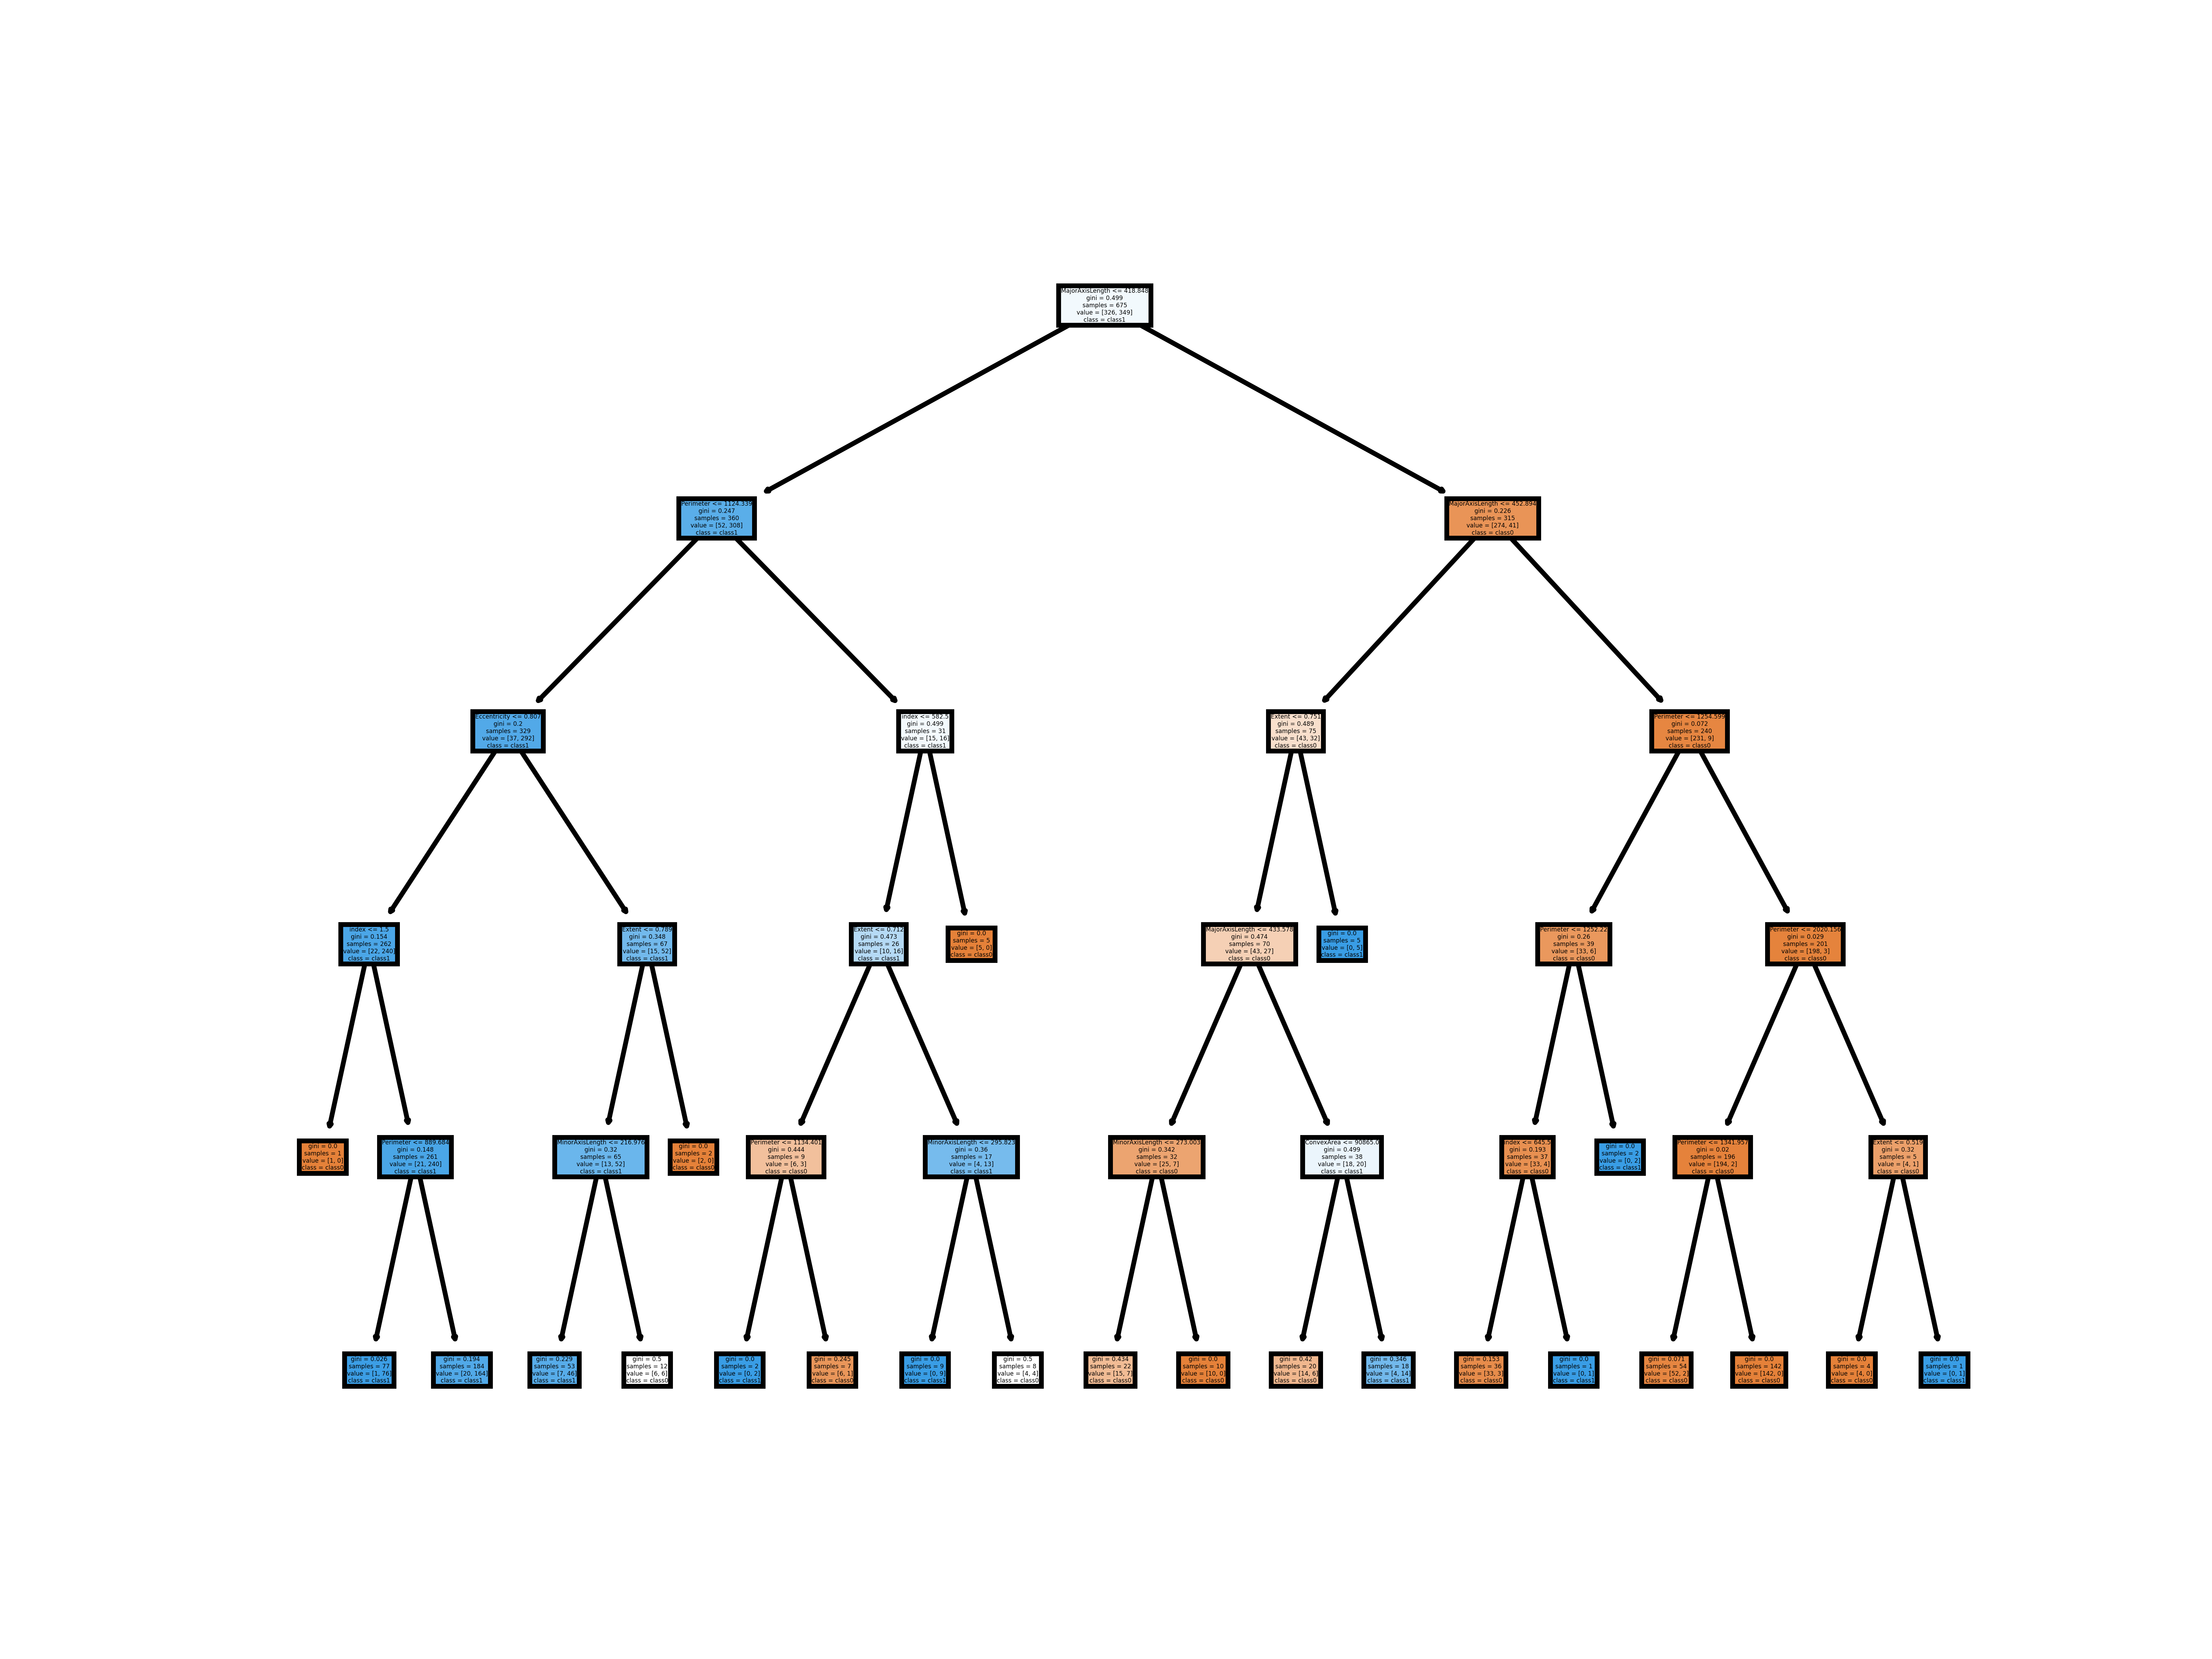 MajorAxisLength <= 418.848
gini = 0.499
samples = 675
value = [326, 349]
class = class1
Perimeter <= 1124.339
gini = 0.247
samples = 360
value = [52, 308]
class = class1
MajorAxisLength <= 452.894
gini = 0.226
samples = 315
value = [274, 41]
class = class0
Eccentricity <= 0.807
gini = 0.2
samples = 329
value = [37, 292]
class = class1
index <= 582.5
gini = 0.499
samples = 31
value = [15, 16]
class = class1
Extent <= 0.751
gini = 0.489
samples = 75
value = [43, 32]
class = class0
Perimeter <= 1254.599
gini = 0.072
samples = 240
value = [231, 9]
class = class0
index <= 1.5
gini = 0.154
samples = 262
value = [22, 240]
class = class1
Extent <= 0.789
gini = 0.348
samples = 67
value = [15, 52]
class = class1
Extent <= 0.712
gini = 0.473
samples = 26
value = [10, 16]
class = class1
gini = 0.0
samples = 5
value = [5, 0]
class = class0
MajorAxisLength <= 433.578
gini = 0.474
samples = 70
value = [43, 27]
class = class0
gini = 0.0
samples = 5
value = [0, 5]
class = class1
Perimeter <= 1252.22
gini = 0.26
samples = 39
value = [33, 6]
class = class0
Perimeter <= 2020.156
gini = 0.029
samples = 201
value = [198, 3]
class = class0
gini = 0.0
samples = 1
value = [1, 0]
class = class0
Perimeter <= 889.684
gini = 0.148
samples = 261
value = [21, 240]
class = class1
MinorAxisLength <= 216.976
gini = 0.32
samples = 65
value = [13, 52]
class = class1
gini = 0.0
samples = 2
value = [2, 0]
class = class0
Perimeter <= 1134.401
gini = 0.444
samples = 9
value = [6, 3]
class = class0
MinorAxisLength <= 295.823
gini = 0.36
samples = 17
value = [4, 13]
class = class1
MinorAxisLength <= 273.003
gini = 0.342
samples = 32
value = [25, 7]
class = class0
ConvexArea <= 90865.0
gini = 0.499
samples = 38
value = [18, 20]
class = class1
index <= 645.5
gini = 0.193
samples = 37
value = [33, 4]
class = class0
gini = 0.0
samples = 2
value = [0, 2]
class = class1
Perimeter <= 1341.957
gini = 0.02
samples = 196
value = [194, 2]
class = class0
Extent <= 0.519
gini = 0.32
samples = 5
value = [4, 1]
class = class0
gini = 0.026
samples = 77
value = [1, 76]
class = class1
gini = 0.194
samples = 184
value = [20, 164]
class = class1
gini = 0.229
samples = 53
value = [7, 46]
class = class1
gini = 0.5
samples = 12
value = [6, 6]
class = class0
gini = 0.0
samples = 2
value = [0, 2]
class = class1
gini = 0.245
samples = 7
value = [6, 1]
class = class0
gini = 0.0
samples = 9
value = [0, 9]
class = class1
gini = 0.5
samples = 8
value = [4, 4]
class = class0
gini = 0.434
samples = 22
value = [15, 7]
class = class0
gini = 0.0
samples = 10
value = [10, 0]
class = class0
gini = 0.42
samples = 20
value = [14, 6]
class = class0
gini = 0.346
samples = 18
value = [4, 14]
class = class1
gini = 0.153
samples = 36
value = [33, 3]
class = class0
gini = 0.0
samples = 1
value = [0, 1]
class = class1
gini = 0.071
samples = 54
value = [52, 2]
class = class0
gini = 0.0
samples = 142
value = [142, 0]
class = class0
gini = 0.0
samples = 4
value = [4, 0]
class = class0
gini = 0.0
samples = 1
value = [0, 1]
class = class1